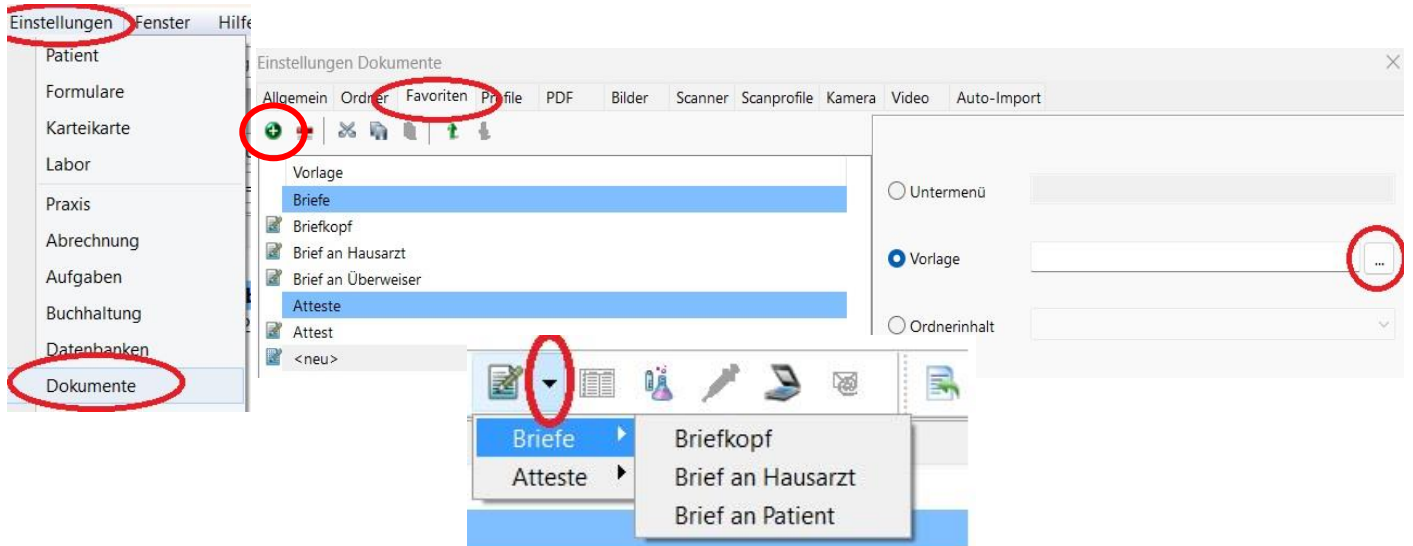 Einstellungen Fenster Hilfe
Patient
Formulare
Karteikarte
Labor
Praxis
Abrechnung
Aufgaben
Buchhaltung
Datenbanken
Dokumente
Einstellungen Dokumente
Allgemein Ordner Favoriten Profile PDF Bilder Scanner Scanprofile Kamera Video Auto-Import
Vorlage
Briefe
Briefkopf
Brief an Hausarzt
Brief an Überweiser
Atteste
Attest
<neu>
Untermenü
Vorlage ...
Ordnerinhalt
Briefe
Atteste
Briefkopf
Brief an Hausarzt
Brief an Patient